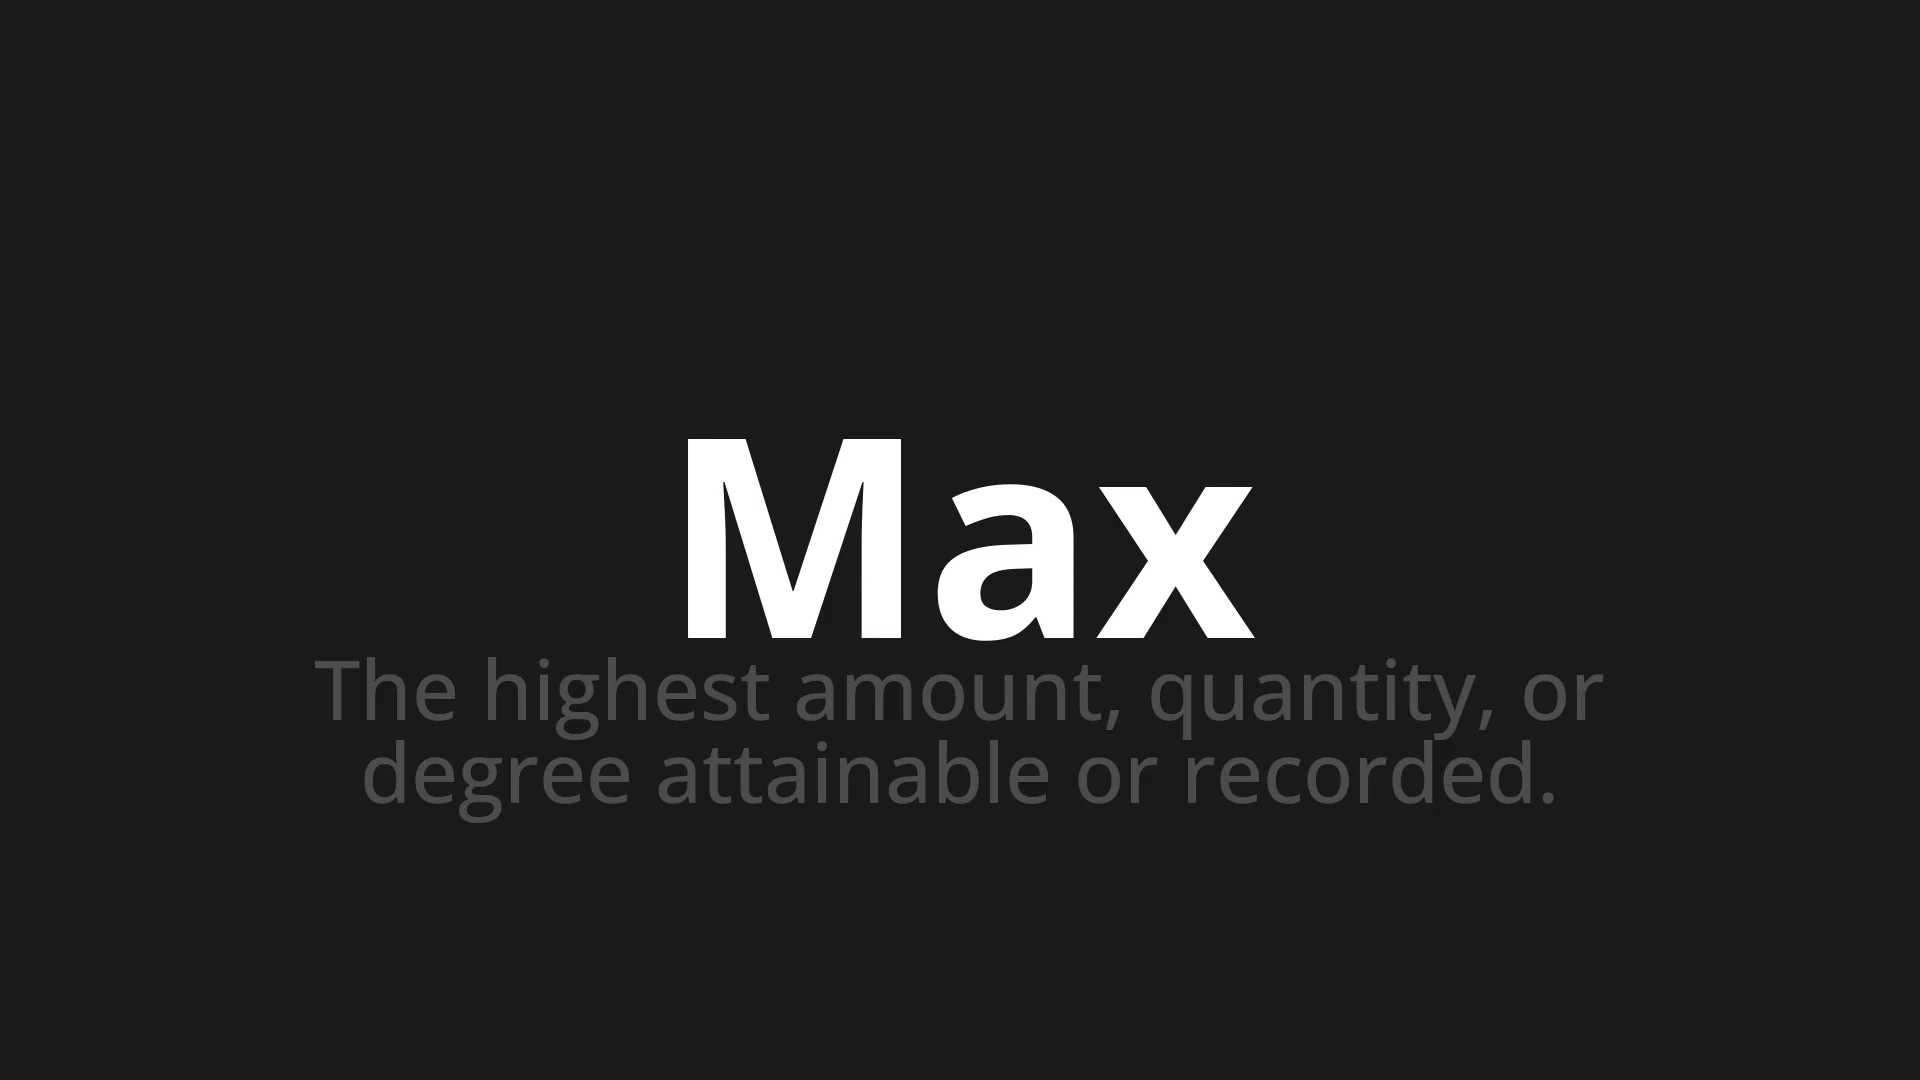 Max
The highest amount, quantity, or
degree attainable or recorded.